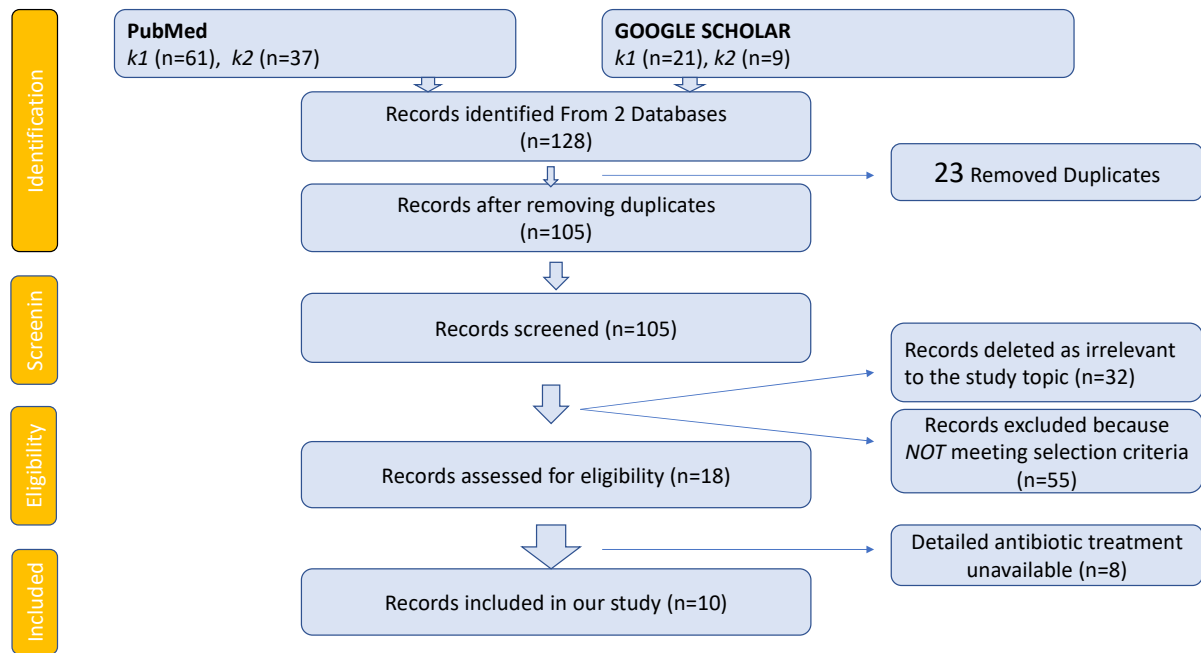 Identification
PubMed
k1 (n=61), k2 (n=37)
GOOGLE SCHOLAR
k1 (n=21), k2 (n=9)
Records identified From 2 Databases
(n=128)
23 Removed Duplicates
Records after removing duplicates
(n=105)
Screenin
Records screened (n=105)
Records deleted as irrelevant
to the study topic (n=32)
Records excluded because
NOT meeting selection criteria
(n=55)
Eligibility
Records assessed for eligibility (n=18)
Detailed antibiotic treatment
unavailable (n=8)
Included
Records included in our study (n=10)